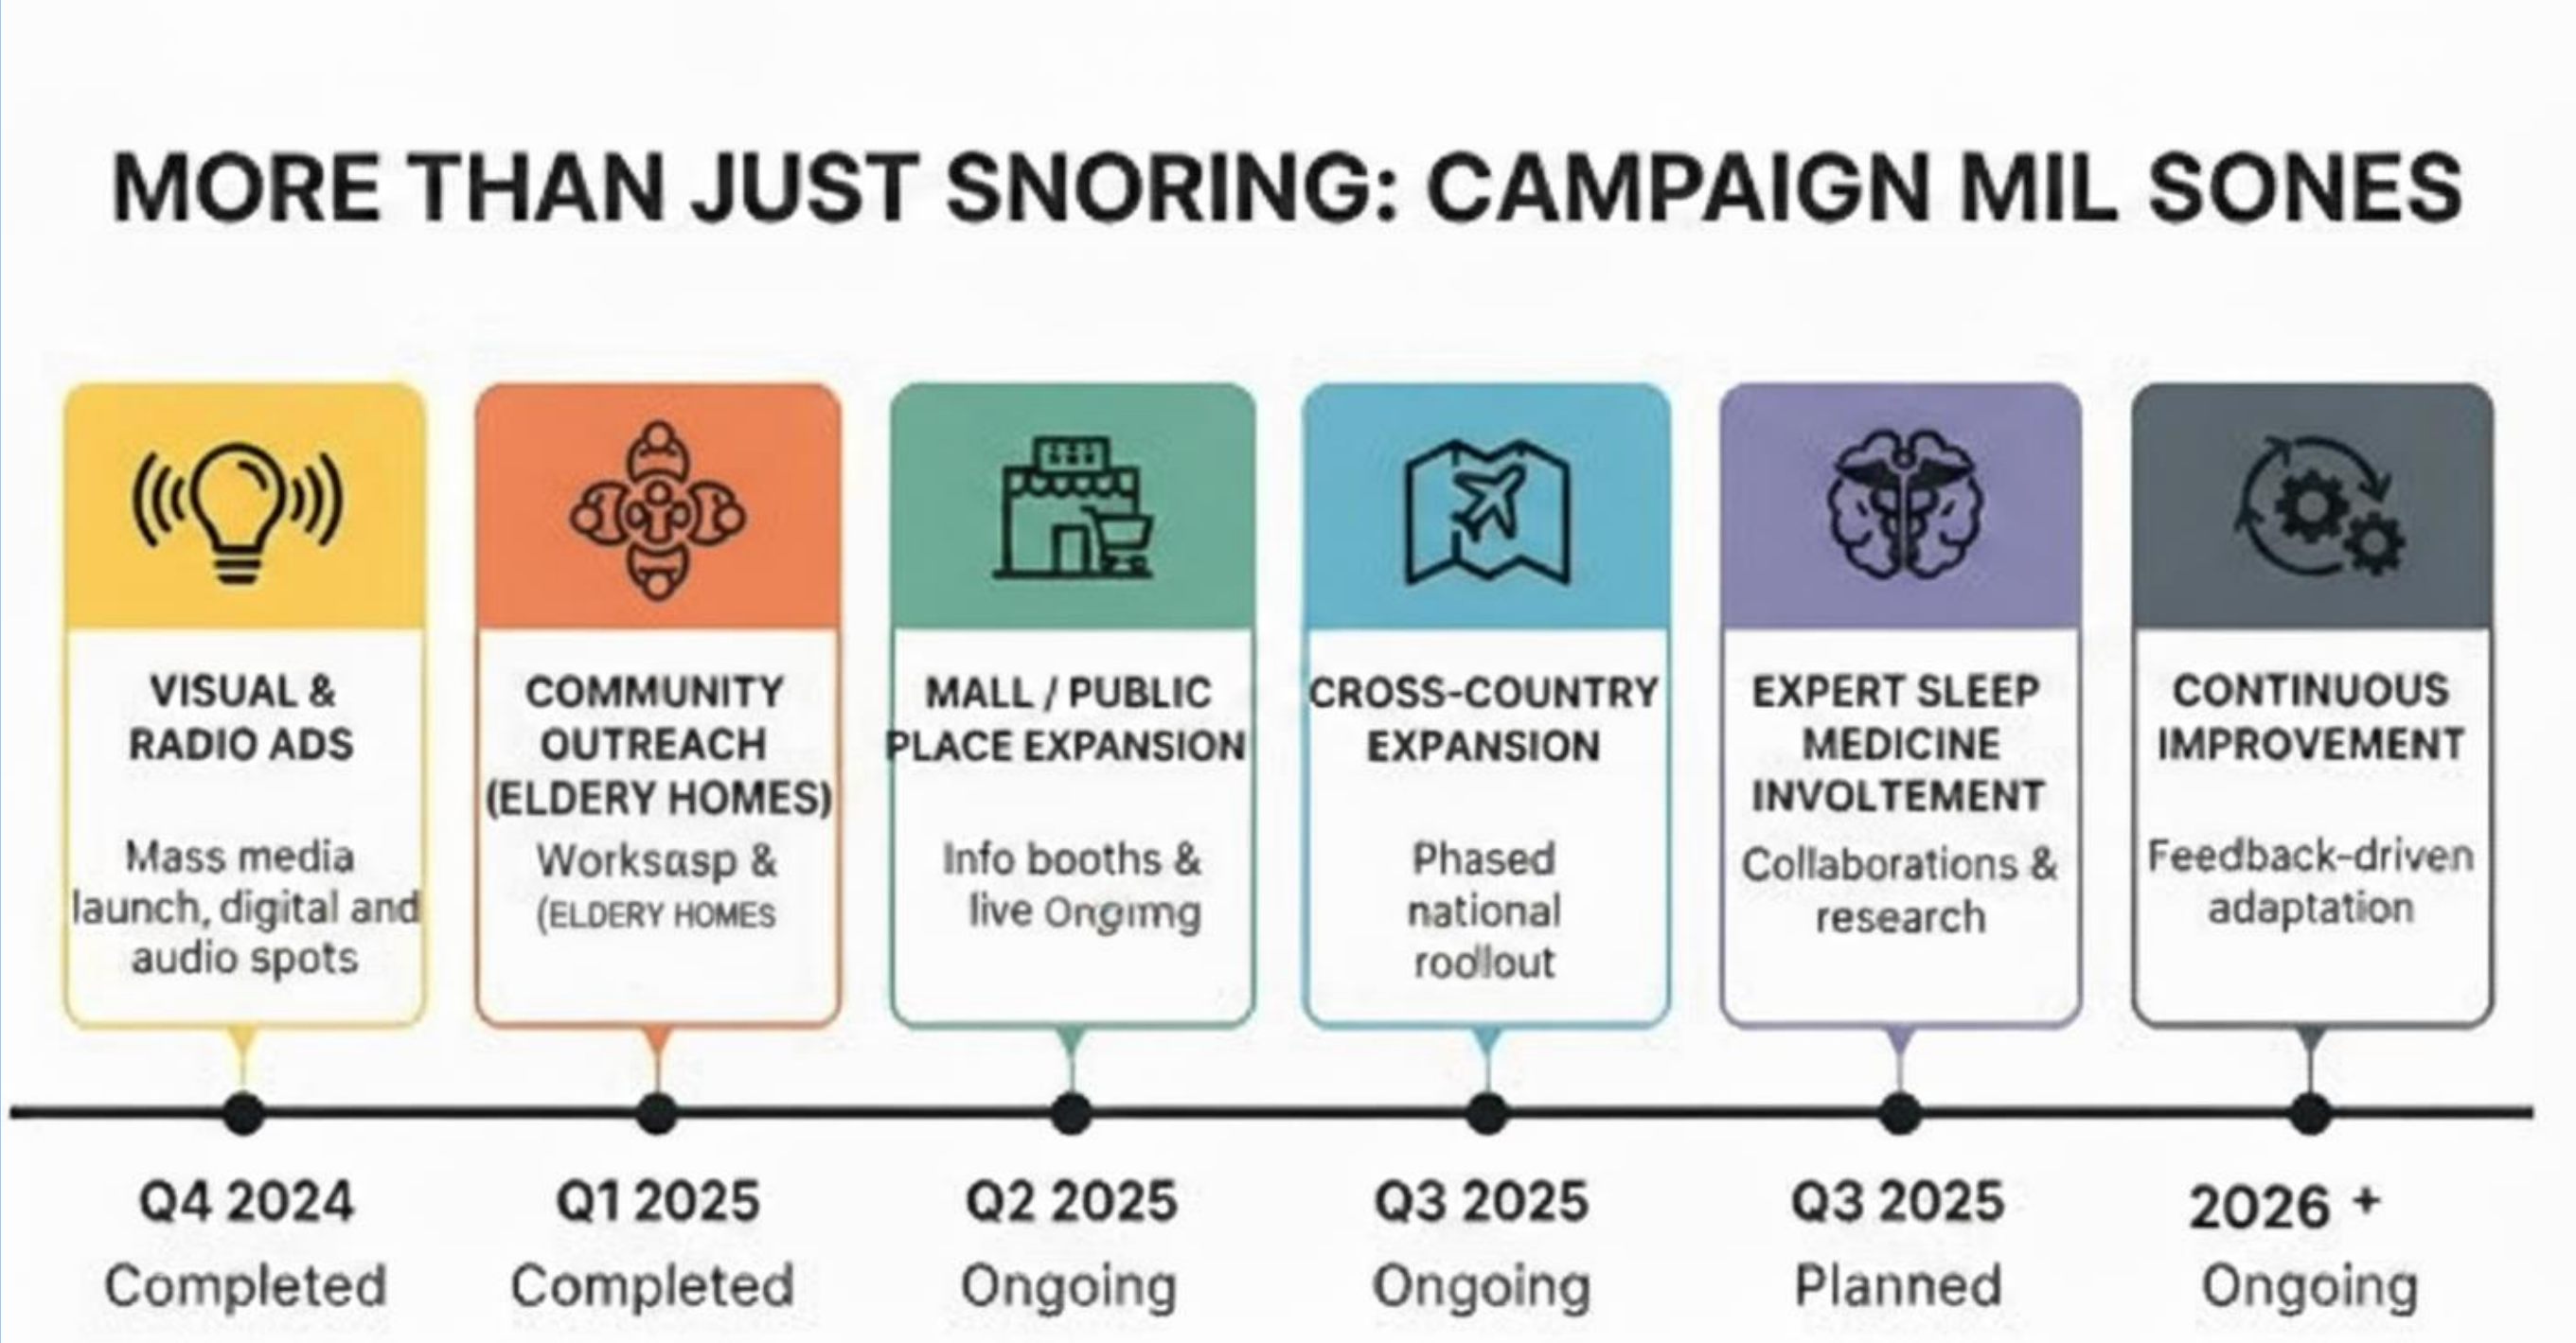 MORE THAN JUST SNORING: CAMPAIGN MIL SONES
VISUAL &
RADIO ADS
Mass media
launch, digital and
audio spots
Q4 2024
Completed
COMMUNITY
OUTREACH
(ELDERY HOMES)
Worksasp &
(ELDERY HOMES
Q1 2025
Completed
MALL / PUBLIC
PLACE EXPANSION
Info booths &
live
Q2 2025
Ongoing
CROSS-COUNTRY
EXPANSION
Phased
national
roollout
Q3 2025
Ongoing
EXPERT SLEEP
MEDICINE
INVOLTEMENT
Collaborations &
research
Q3 2025
Planned
CONTINUOUS
IMPROVEMENT
Feedback-driven
adaptation
2026 +
Ongoing